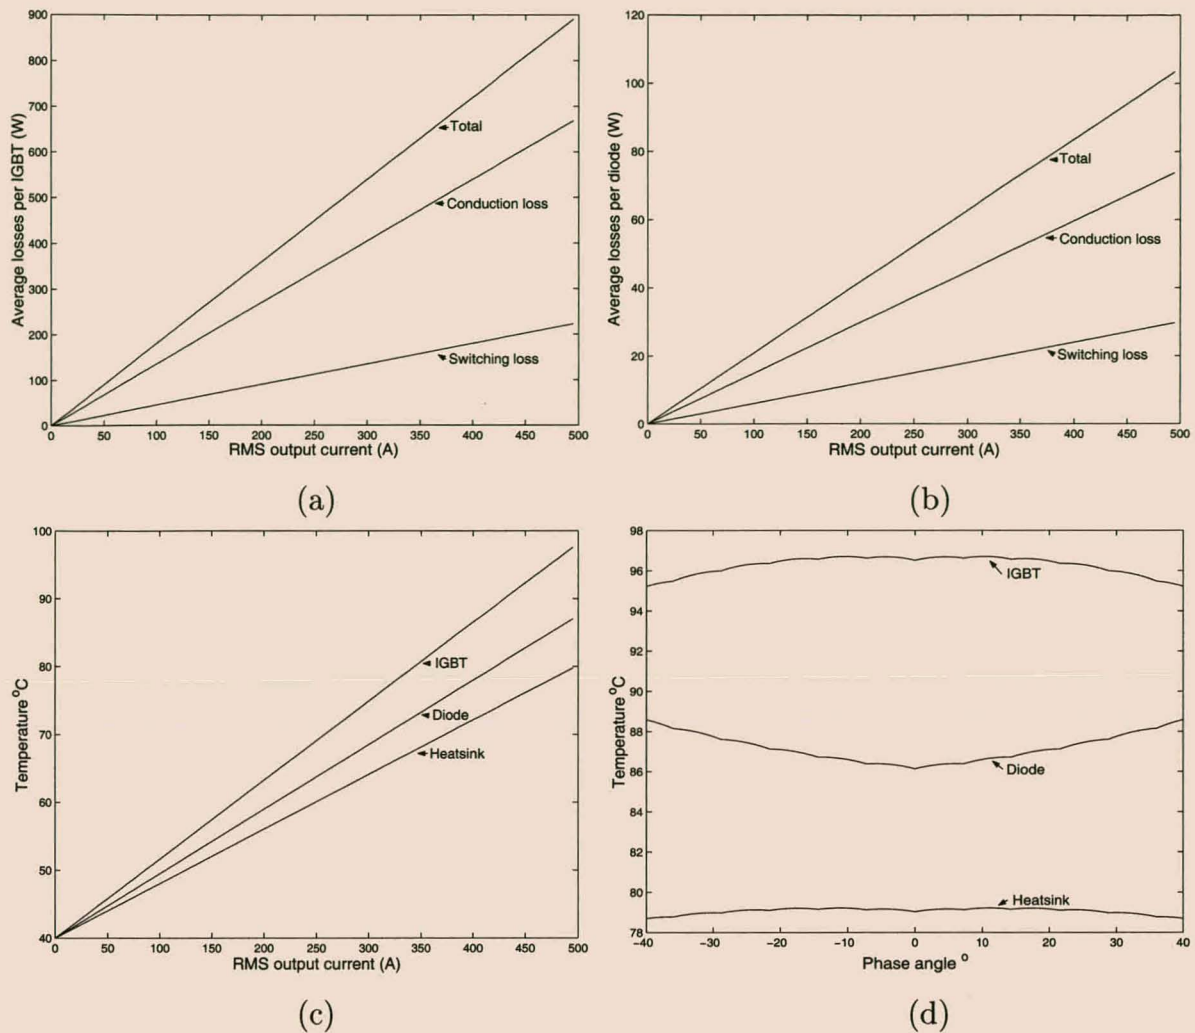 Average losses per IGBT (W)
900
800
700
600
500
400
300
200
100
0
Total
Conduction loss
Switching loss
0 50 100 150 200 250 300 350 400 450 500
RMS output current (A)
(a)
Average losses per diode (W)
120
100
80
60
40
20
0
Total
Conduction loss
Switching loss
0 50 100 150 200 250 300 350 400 450 500
RMS output current (A)
(b)
Temperature °C
100
90
80
70
60
50
40
IGBT
Diode
Heatsink
0 50 100 150 200 250 300 350 400 450 500
RMS output current (A)
(c)
Temperature °C
98
96
94
92
90
88
86
84
82
80
78
IGBT
Diode
Heatsink
−40 −30 −20 −10 0 10 20 30 40
Phase angle °
(d)